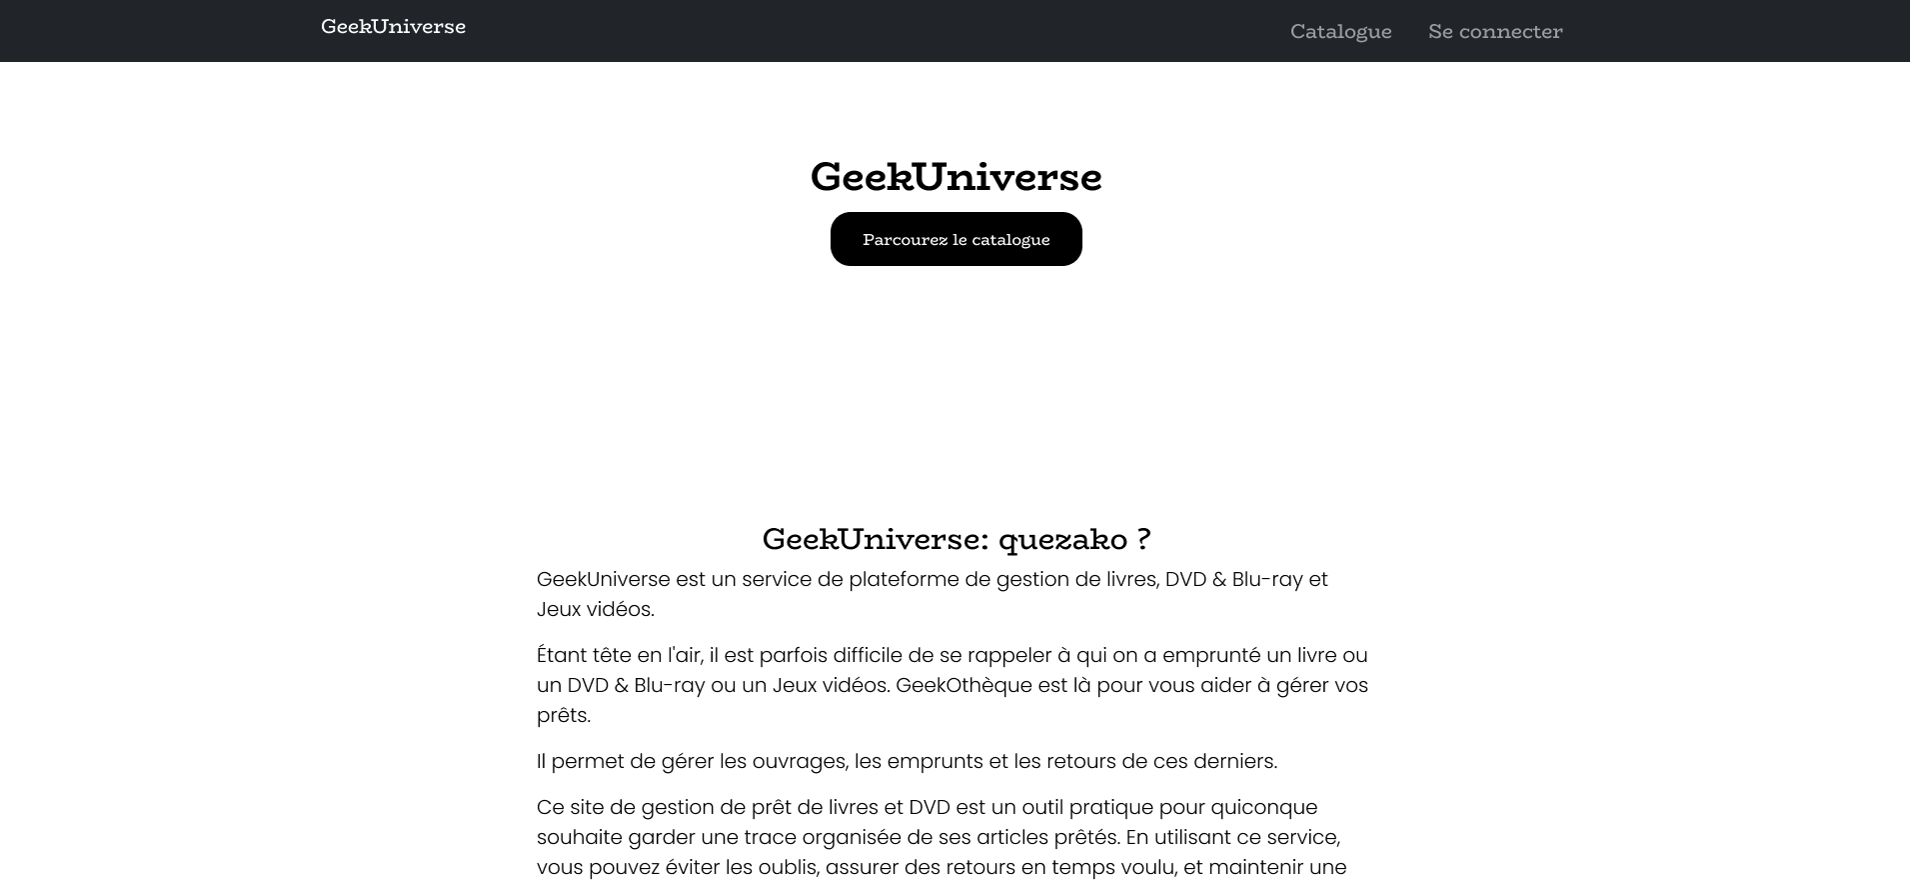 GeekUniverse
Catalogue
Se connecter
GeekUniverse
Parcourez le catalogue
GeekUniverse: quezako ?
GeekUniverse est un service de plateforme de gestion de livres, DVD & Blu-ray et
Jeux vidéos.
Étant tête en l'air, il est parfois difficile de se rappeler à qui on a emprunté un livre ou
un DVD & Blu-ray ou un Jeux vidéos. GeekOthèque est là pour vous aider à gérer vos
prêts.
Il permet de gérer les ouvrages, les emprunts et les retours de ces derniers.
Ce site de gestion de prêt de livres et DVD est un outil pratique pour quiconque
souhaite garder une trace organisée de ses articles prêtés. En utilisant ce service,
vous pouvez éviter les oublis, assurer des retours en temps voulu, et maintenir une